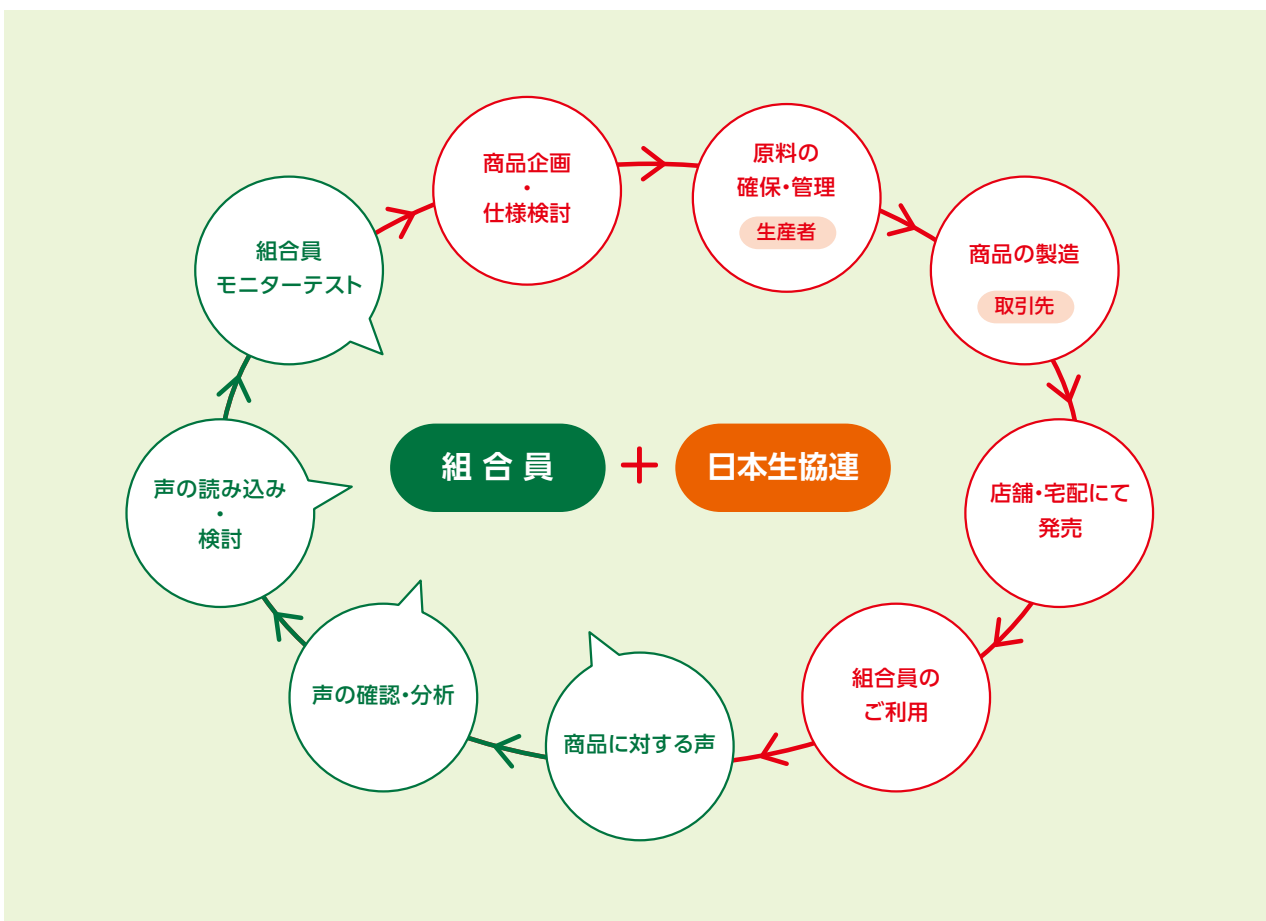 商品企画
・
仕様検討
原料の
確保・管理
生産者
商品の製造
取引先
店舗・宅配にて
発売
組合員の
ご利用
商品に対する声
声の確認・分析
声の読み込み
・
検討
組合員
モニターテスト
組合員
+
日本生協連